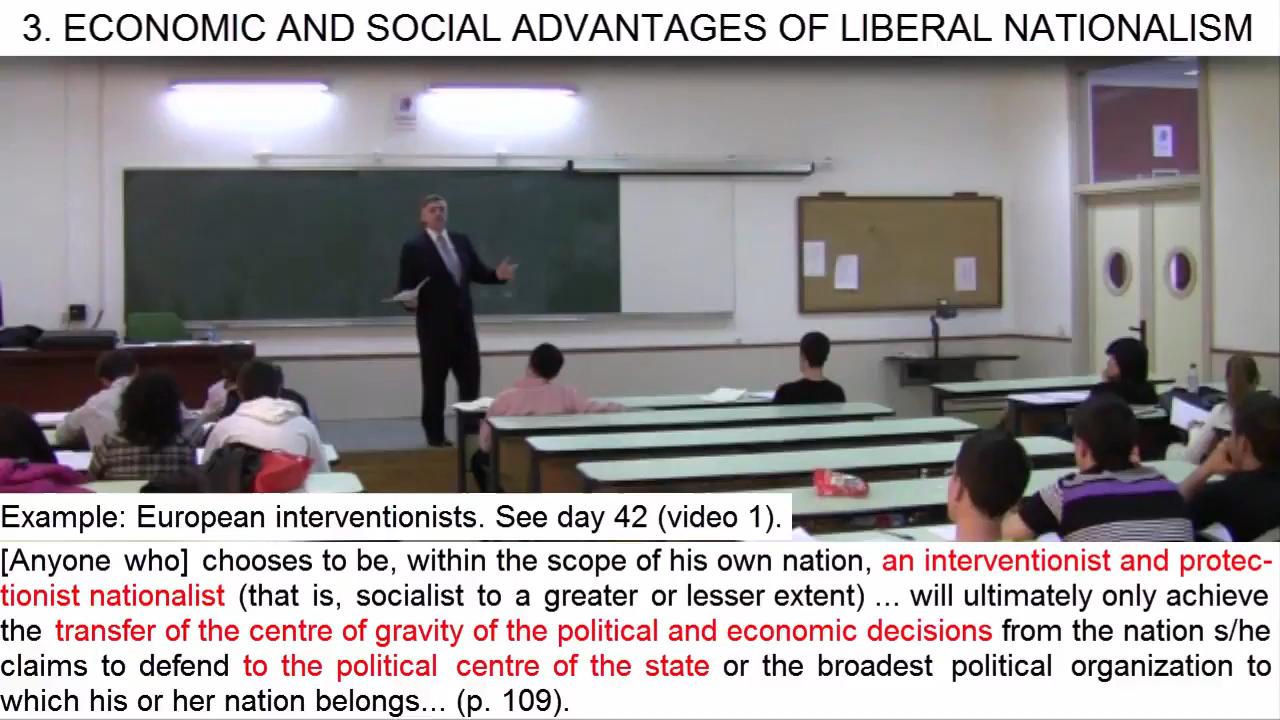 3. ECONOMIC AND SOCIAL ADVANTAGES OF LIBERAL NATIONALISM
Example: European interventionists. See day 42 (video 1).
[Anyone who] chooses to be, within the scope of his own nation, an interventionist and protec-
tionist nationalist (that is, socialist to a greater or lesser extent) ... will ultimately only achieve
the transfer of the centre of gravity of the political and economic decisions from the nation s/he
claims to defend to the political centre of the state or the broadest political organization to
which his or her nation belongs... (p. 109).